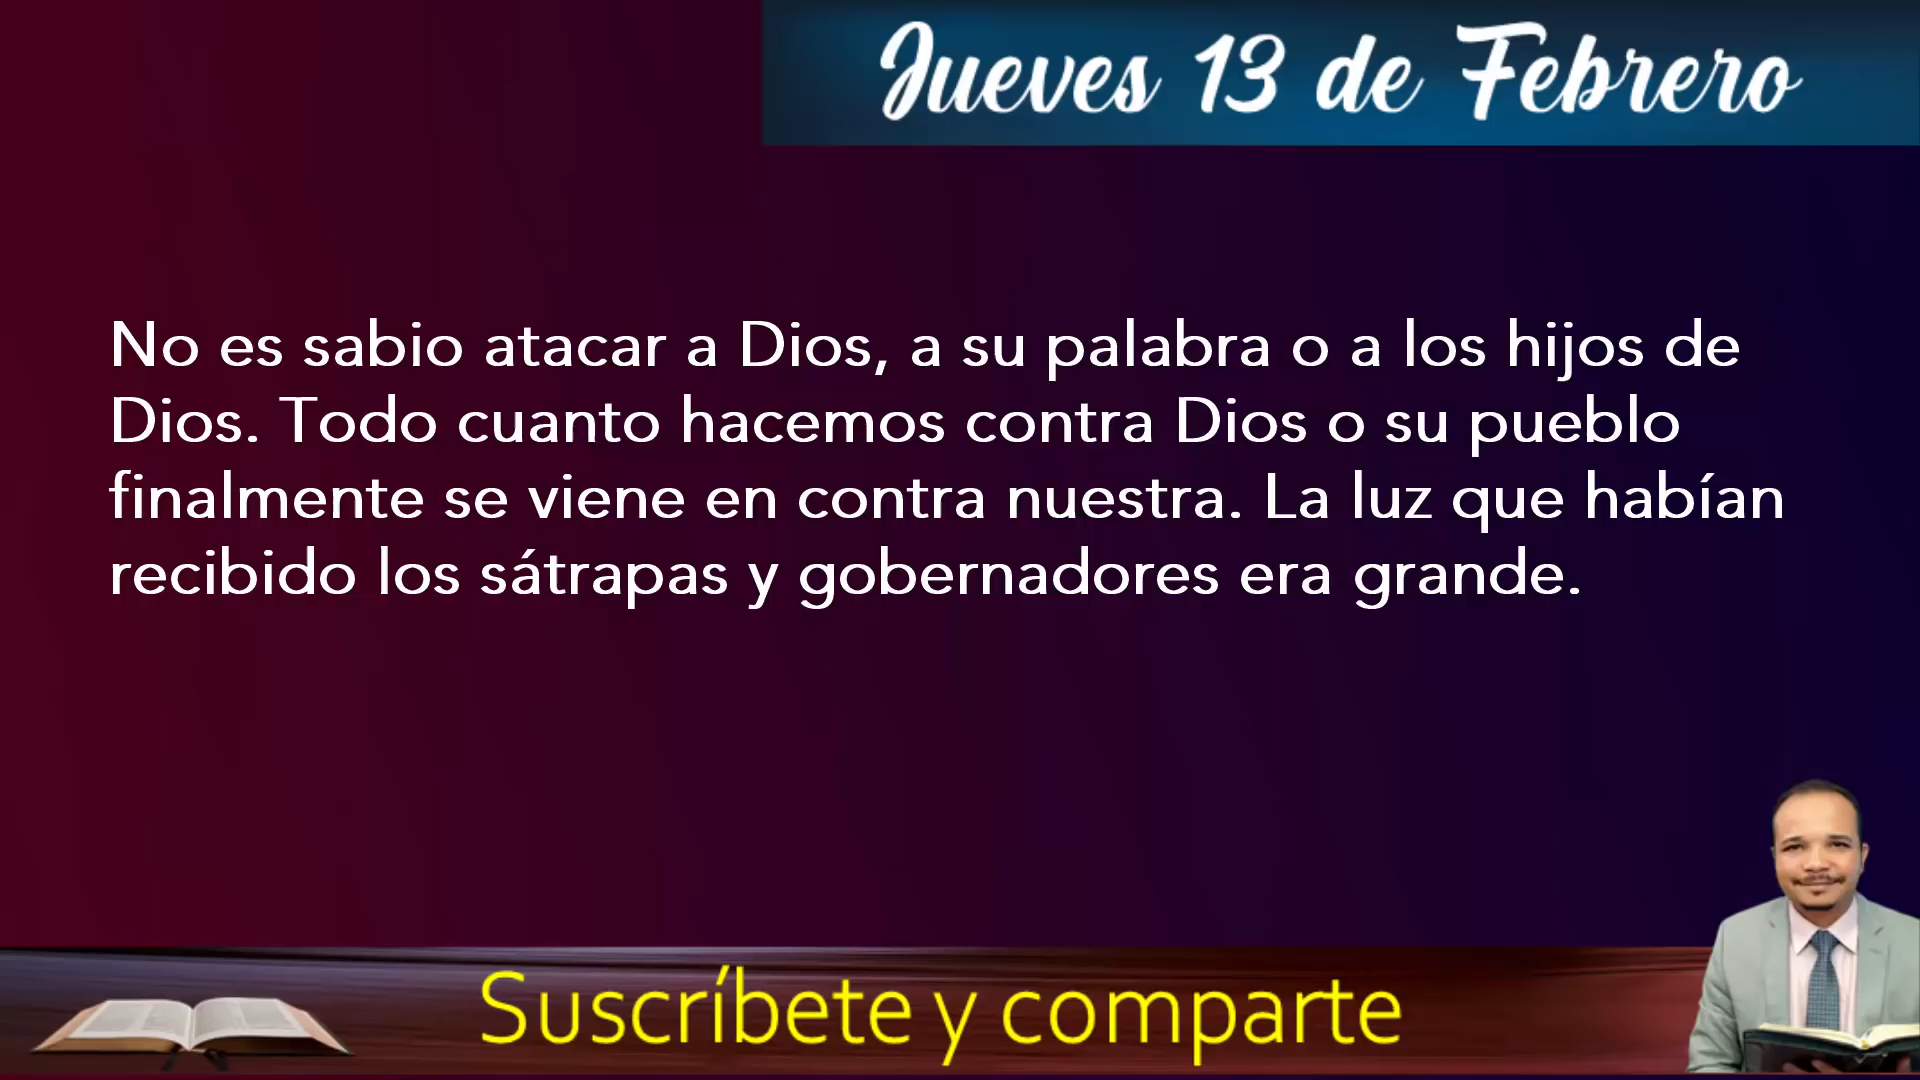 Jueves 13 de Febrero
No es sabio atacar a Dios, a su palabra o a los hijos de
Dios. Todo cuanto hacemos contra Dios o su pueblo
finalmente se viene en contra nuestra. La luz que habían
recibido los sátrapas y gobernadores era grande.
Suscríbete y comparte